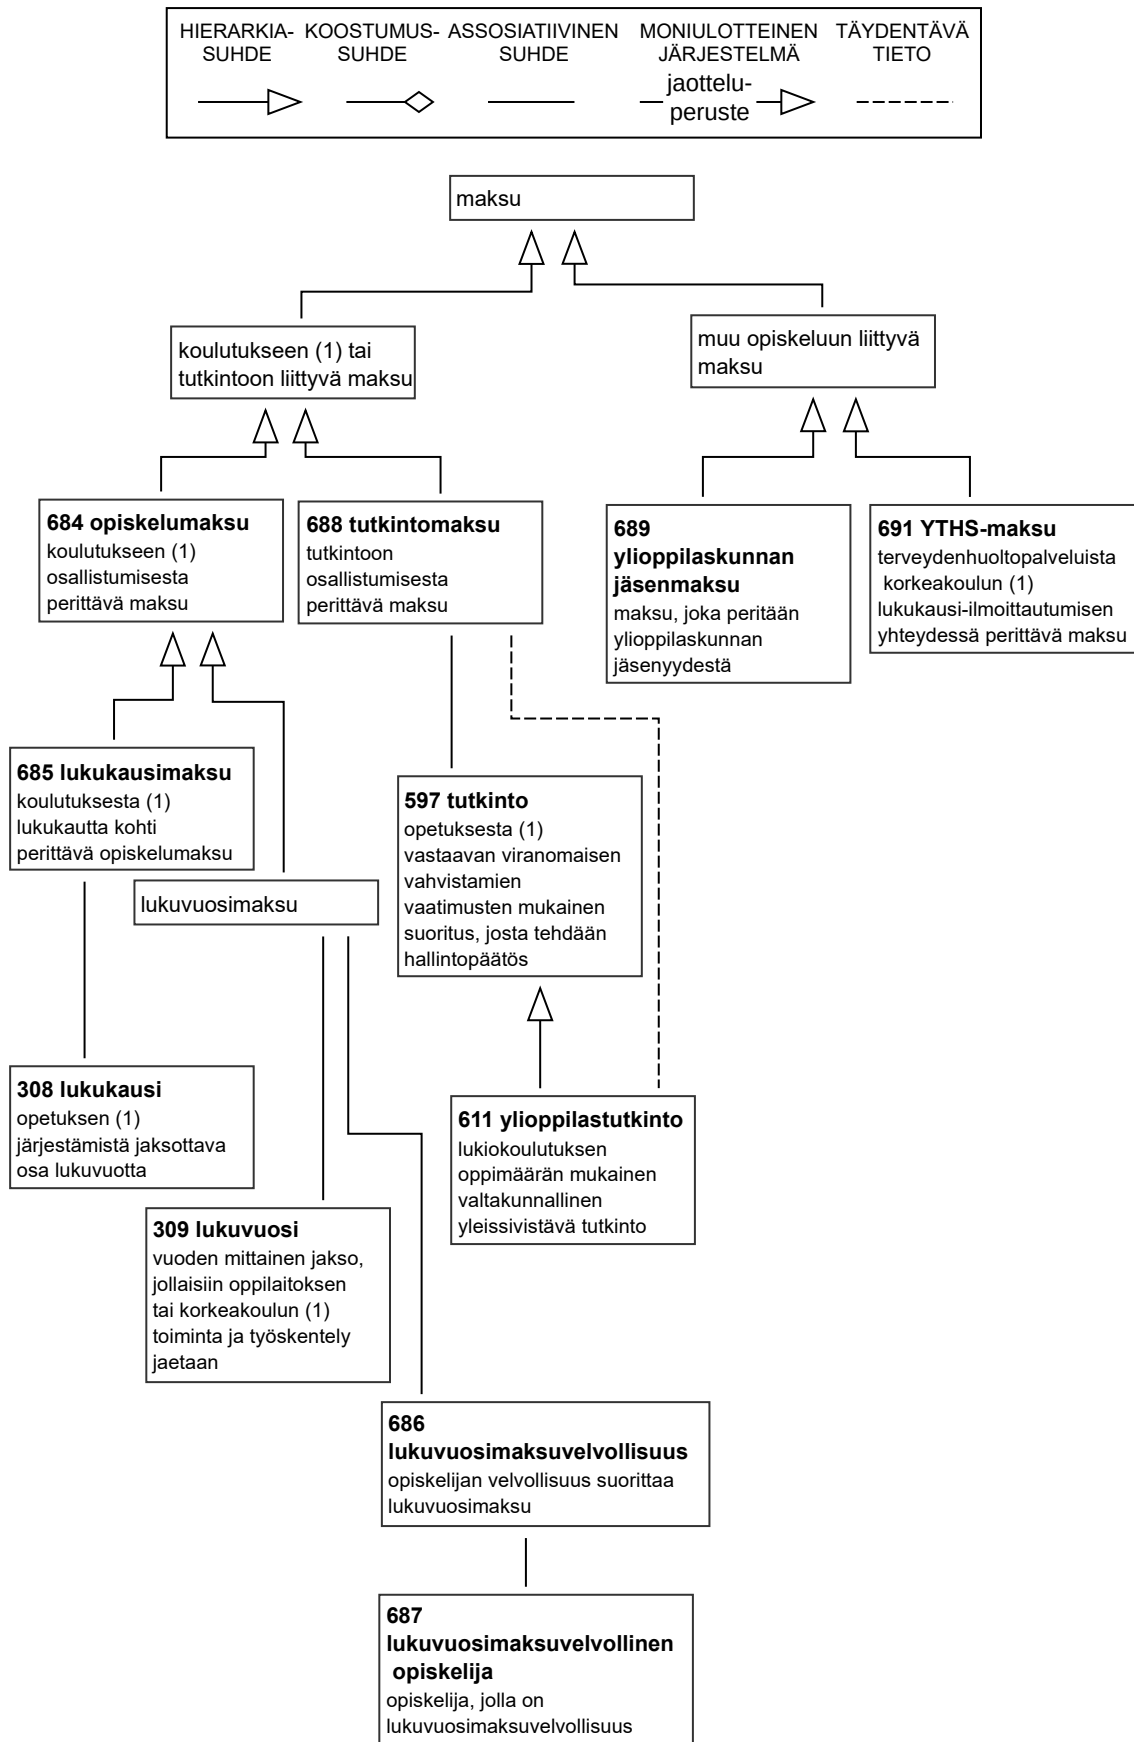 HIERARKIA-
SUHDE
KOOSTUMUS-
SUHDE
ASSOSIATIIVINEN
SUHDE
MONIULOTTEINEN
JÄRJESTELMÄ
jaottelu-
peruste
TÄYDENTÄVÄ
TIETO
maksu
koulutukseen (1) tai
tutkintoon liittyvä maksu
muu opiskeluun liittyvä
maksu
684 opiskelumaksu
koulutukseen (1)
osallistumisesta
perittävä maksu
688 tutkintomaksu
tutkintoon
osallistumisesta
perittävä maksu
689
ylioppilaskunnan
jäsenmaksu
maksu, joka peritään
ylioppilaskunnan
jäsenyydestä
691 YTHS-maksu
terveydenhuoltopalveluista
korkeakoulun (1)
lukukausi-ilmoittautumisen
yhteydessä perittävä maksu
685 lukukausimaksu
koulutuksesta (1)
lukukautta kohti
perittävä opiskelumaksu
lukuvuosimaksu
597 tutkinto
opetuksesta (1)
vastaavan viranomaisen
vahvistamien
vaatimusten mukainen
suoritus, josta tehdään
hallintopäätös
308 lukukausi
opetuksen (1)
järjestämistä jaksottava
osa lukuvuotta
611 ylioppilastutkinto
lukiokoulutuksen
oppimäärän mukainen
valtakunnallinen
yleissivistävä tutkinto
309 lukuvuosi
vuoden mittainen jakso,
jollaisiin oppilaitoksen
tai korkeakoulun (1)
toiminta ja työskentely
jaetaan
686
lukuvuosimaksuvelvollisuus
opiskelijan velvollisuus suorittaa
lukuvuosimaksu
687
lukuvuosimaksuvelvollinen
opiskelija
opiskelija, jolla on
lukuvuosimaksuvelvollisuus